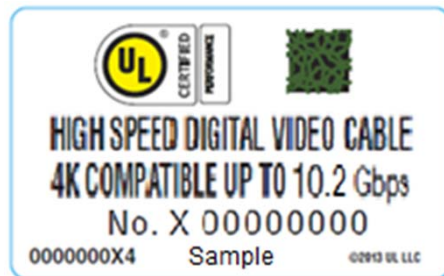 UL
®
CERTIFIED
PERFORMANCE
HIGH SPEED DIGITAL VIDEO CABLE
4K COMPATIBLE UP TO 10.2 Gbps
No. X 00000000
0000000X4 Sample ©2013 UL LLC